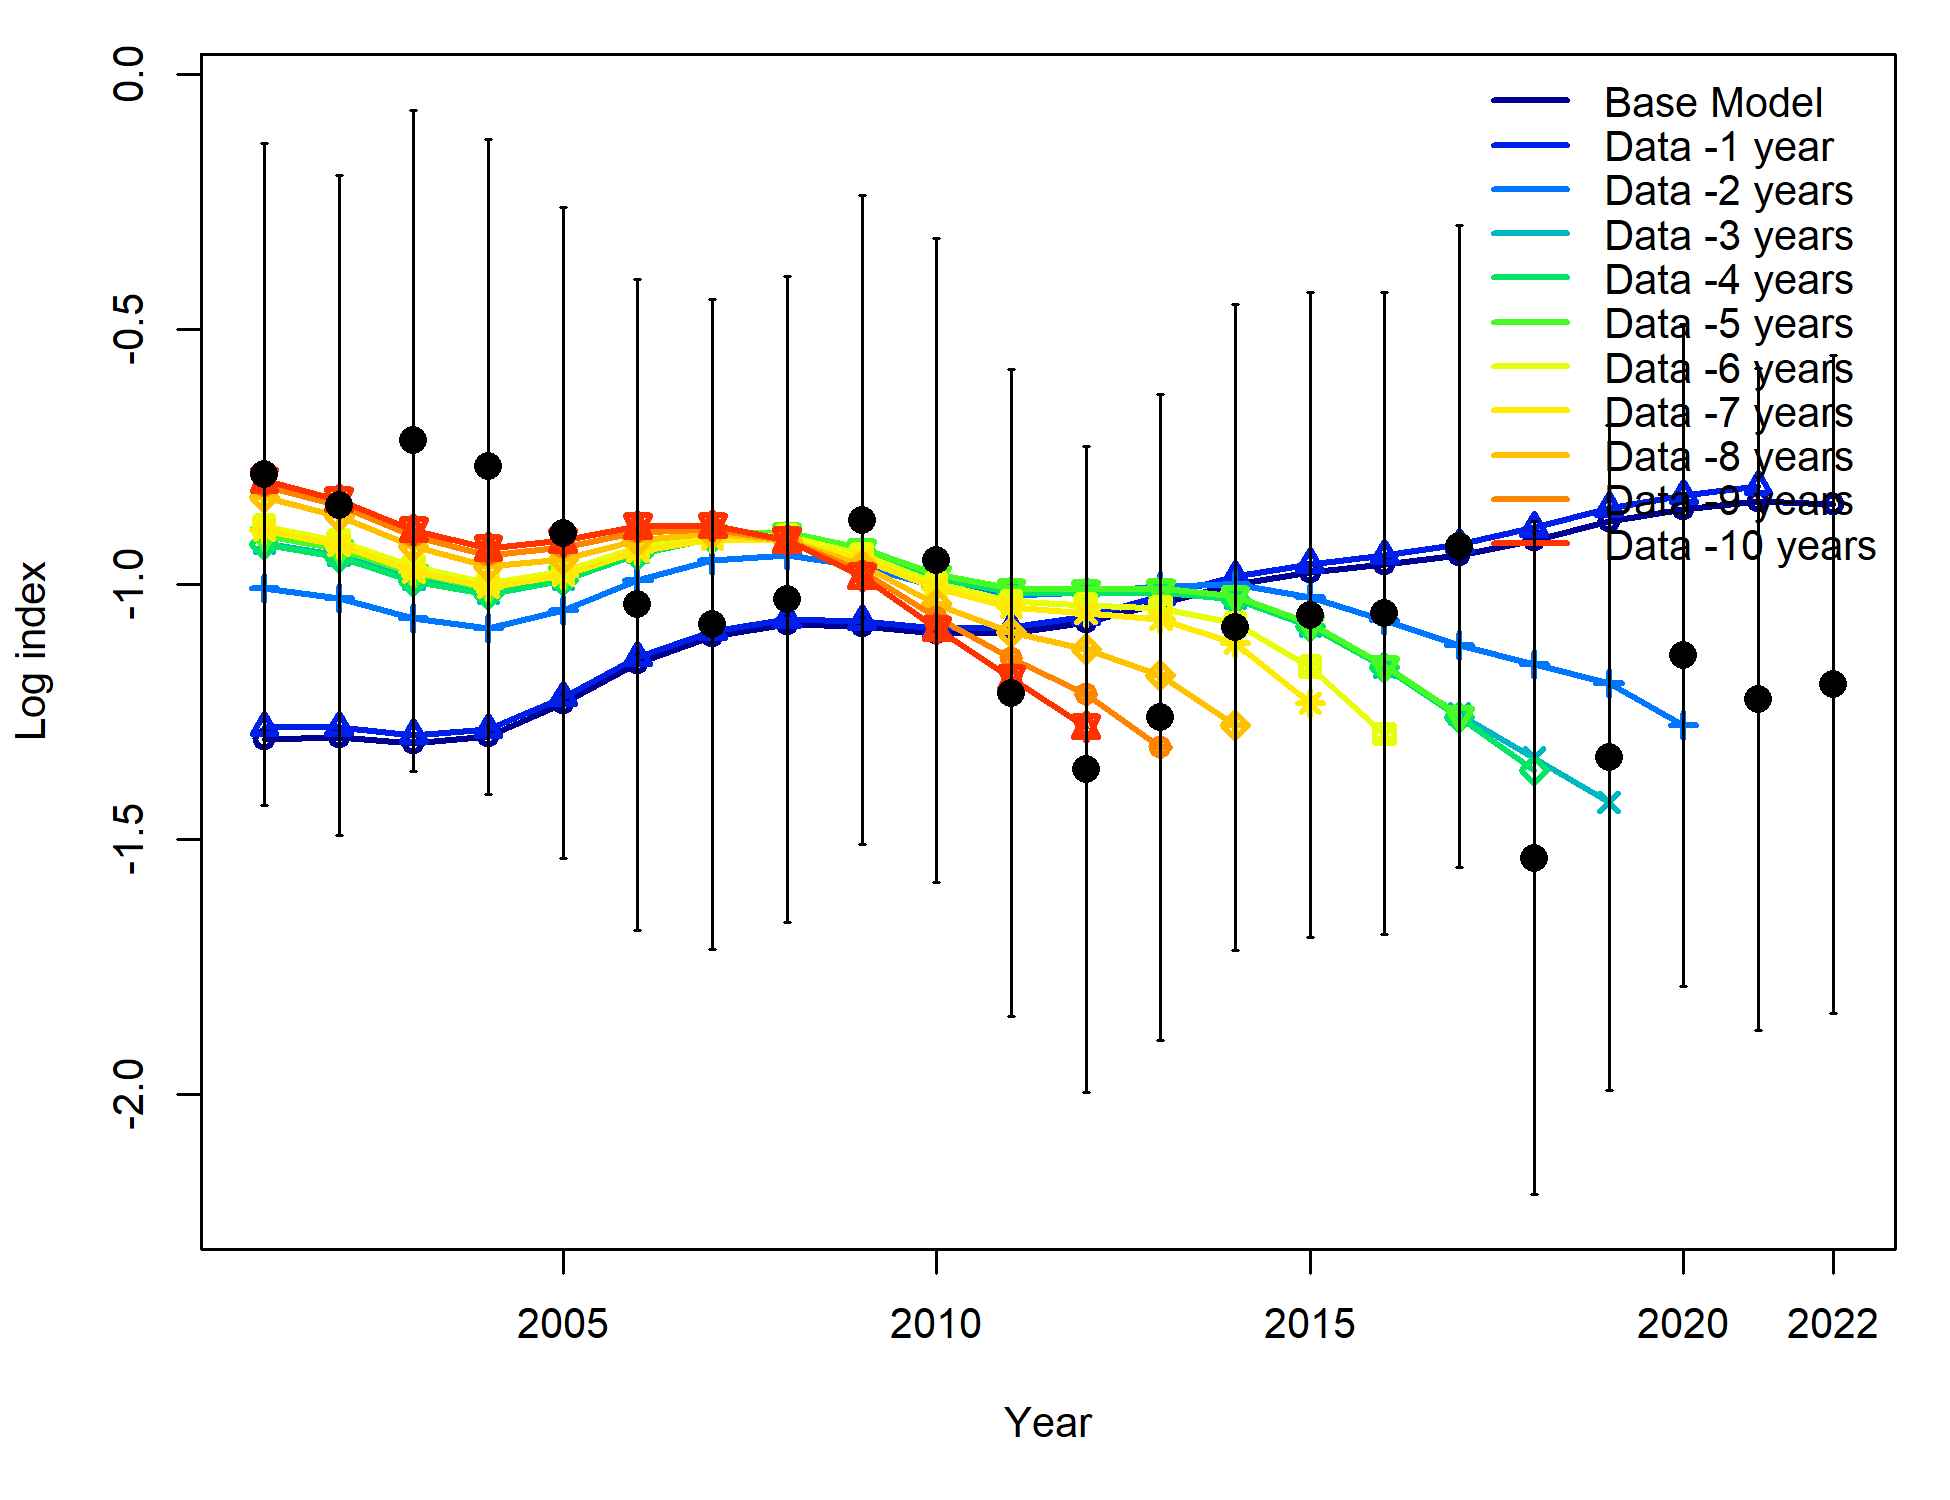 0.0
-0.5
-1.0
-1.5
-2.0
Log index
Base Model
Data -1 year
Data -2 years
Data -3 years
Data -4 years
Data -5 years
Data -6 years
Data -7 years
Data -8 years
Data -9 years
Data -10 years
2005 2010 2015 2020 2022
Year